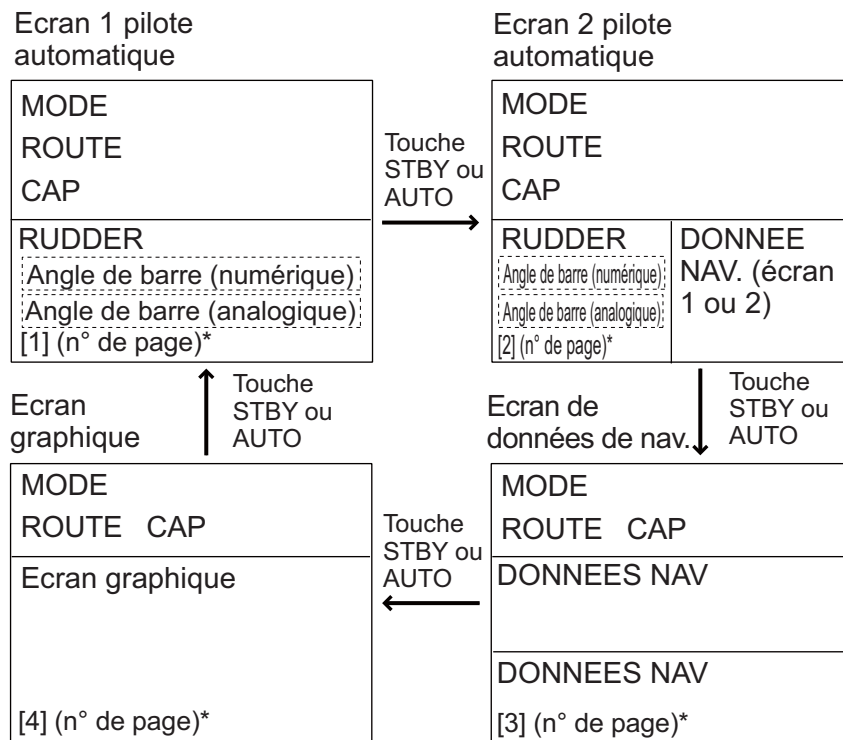 Ecran 1 pilote
automatique
MODE
ROUTE
CAP
RUDDER
Angle de barre (numérique)
Angle de barre (analogique)
[1] (n° de page)*
Touche
STBY ou
AUTO
Ecran 2 pilote
automatique
MODE
ROUTE
CAP
RUDDER
Angle de barre (numérique)
Angle de barre (analogique)
[2] (n° de page)*
DONNEE
NAV. (écran
1 ou 2)
Touche
STBY ou
AUTO
Ecran de
données de nav.
MODE
ROUTE CAP
DONNEES NAV
DONNEES NAV
[3] (n° de page)*
Touche
STBY ou
AUTO
Ecran
graphique
MODE
ROUTE CAP
Ecran graphique
[4] (n° de page)*
Touche
STBY ou
AUTO